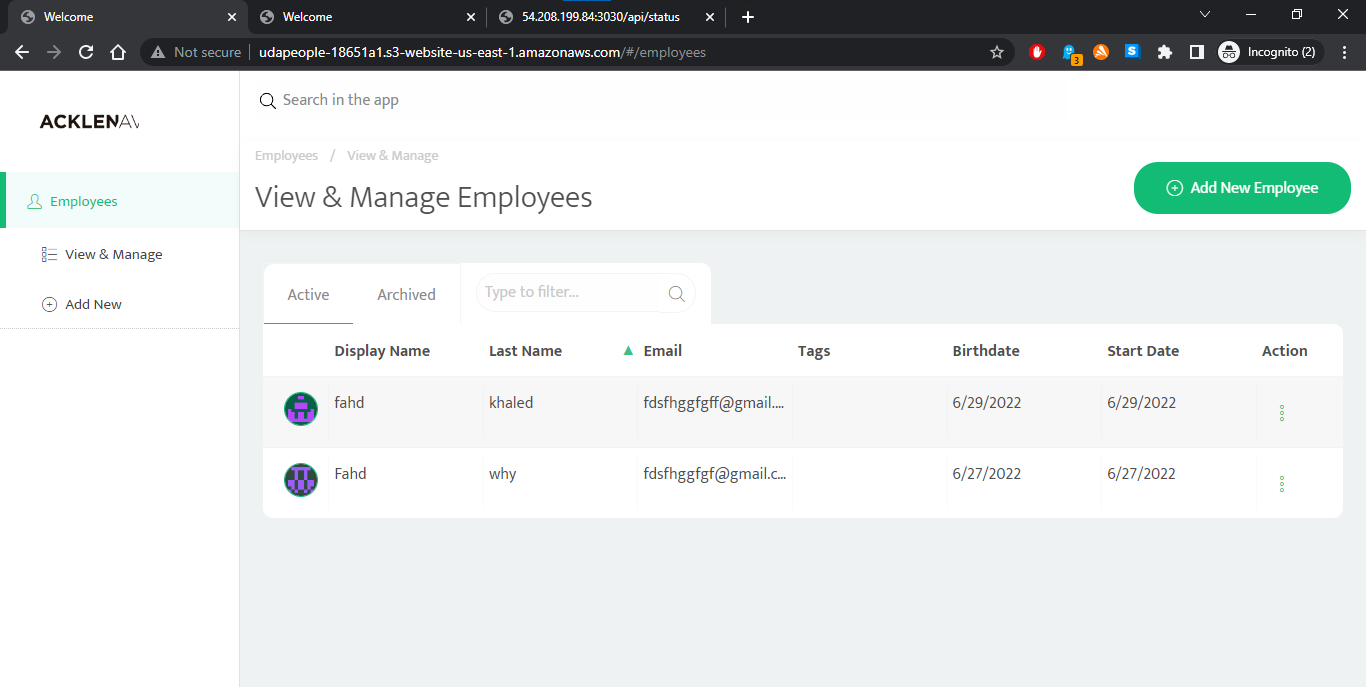 Welcome
Welcome
54.208.199.84:3030/api/status
Not secure
udapeople-18651a1.s3-website-us-east-1.amazonaws.com/#/employees
S
3
Incognito (2)
ACKLENAV
Search in the app
Employees / View & Manage
View & Manage Employees
Add New Employee
Employees
View & Manage
Add New
Active
Archived
Type to filter...
Display Name Last Name ▲ Email Tags Birthdate Start Date Action
fahd khaled fdsfhggfgff@gmail.... 6/29/2022 6/29/2022
Fahd why fdsfhggfgf@gmail.c... 6/27/2022 6/27/2022